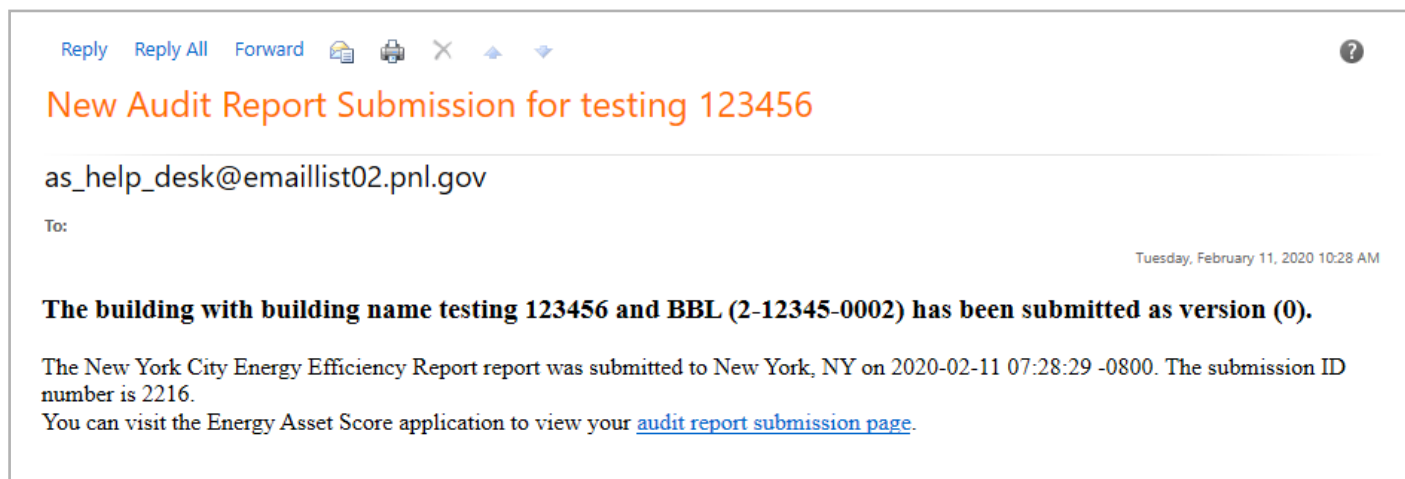 Reply Reply All Forward
?
New Audit Report Submission for testing 123456
as_help_desk@emaillist02.pnl.gov
To:
Tuesday, February 11, 2020 10:28 AM
The building with building name testing 123456 and BBL (2-12345-0002) has been submitted as version (0).
The New York City Energy Efficiency Report report was submitted to New York, NY on 2020-02-11 07:28:29 -0800. The submission ID
number is 2216.
You can visit the Energy Asset Score application to view your audit report submission page.